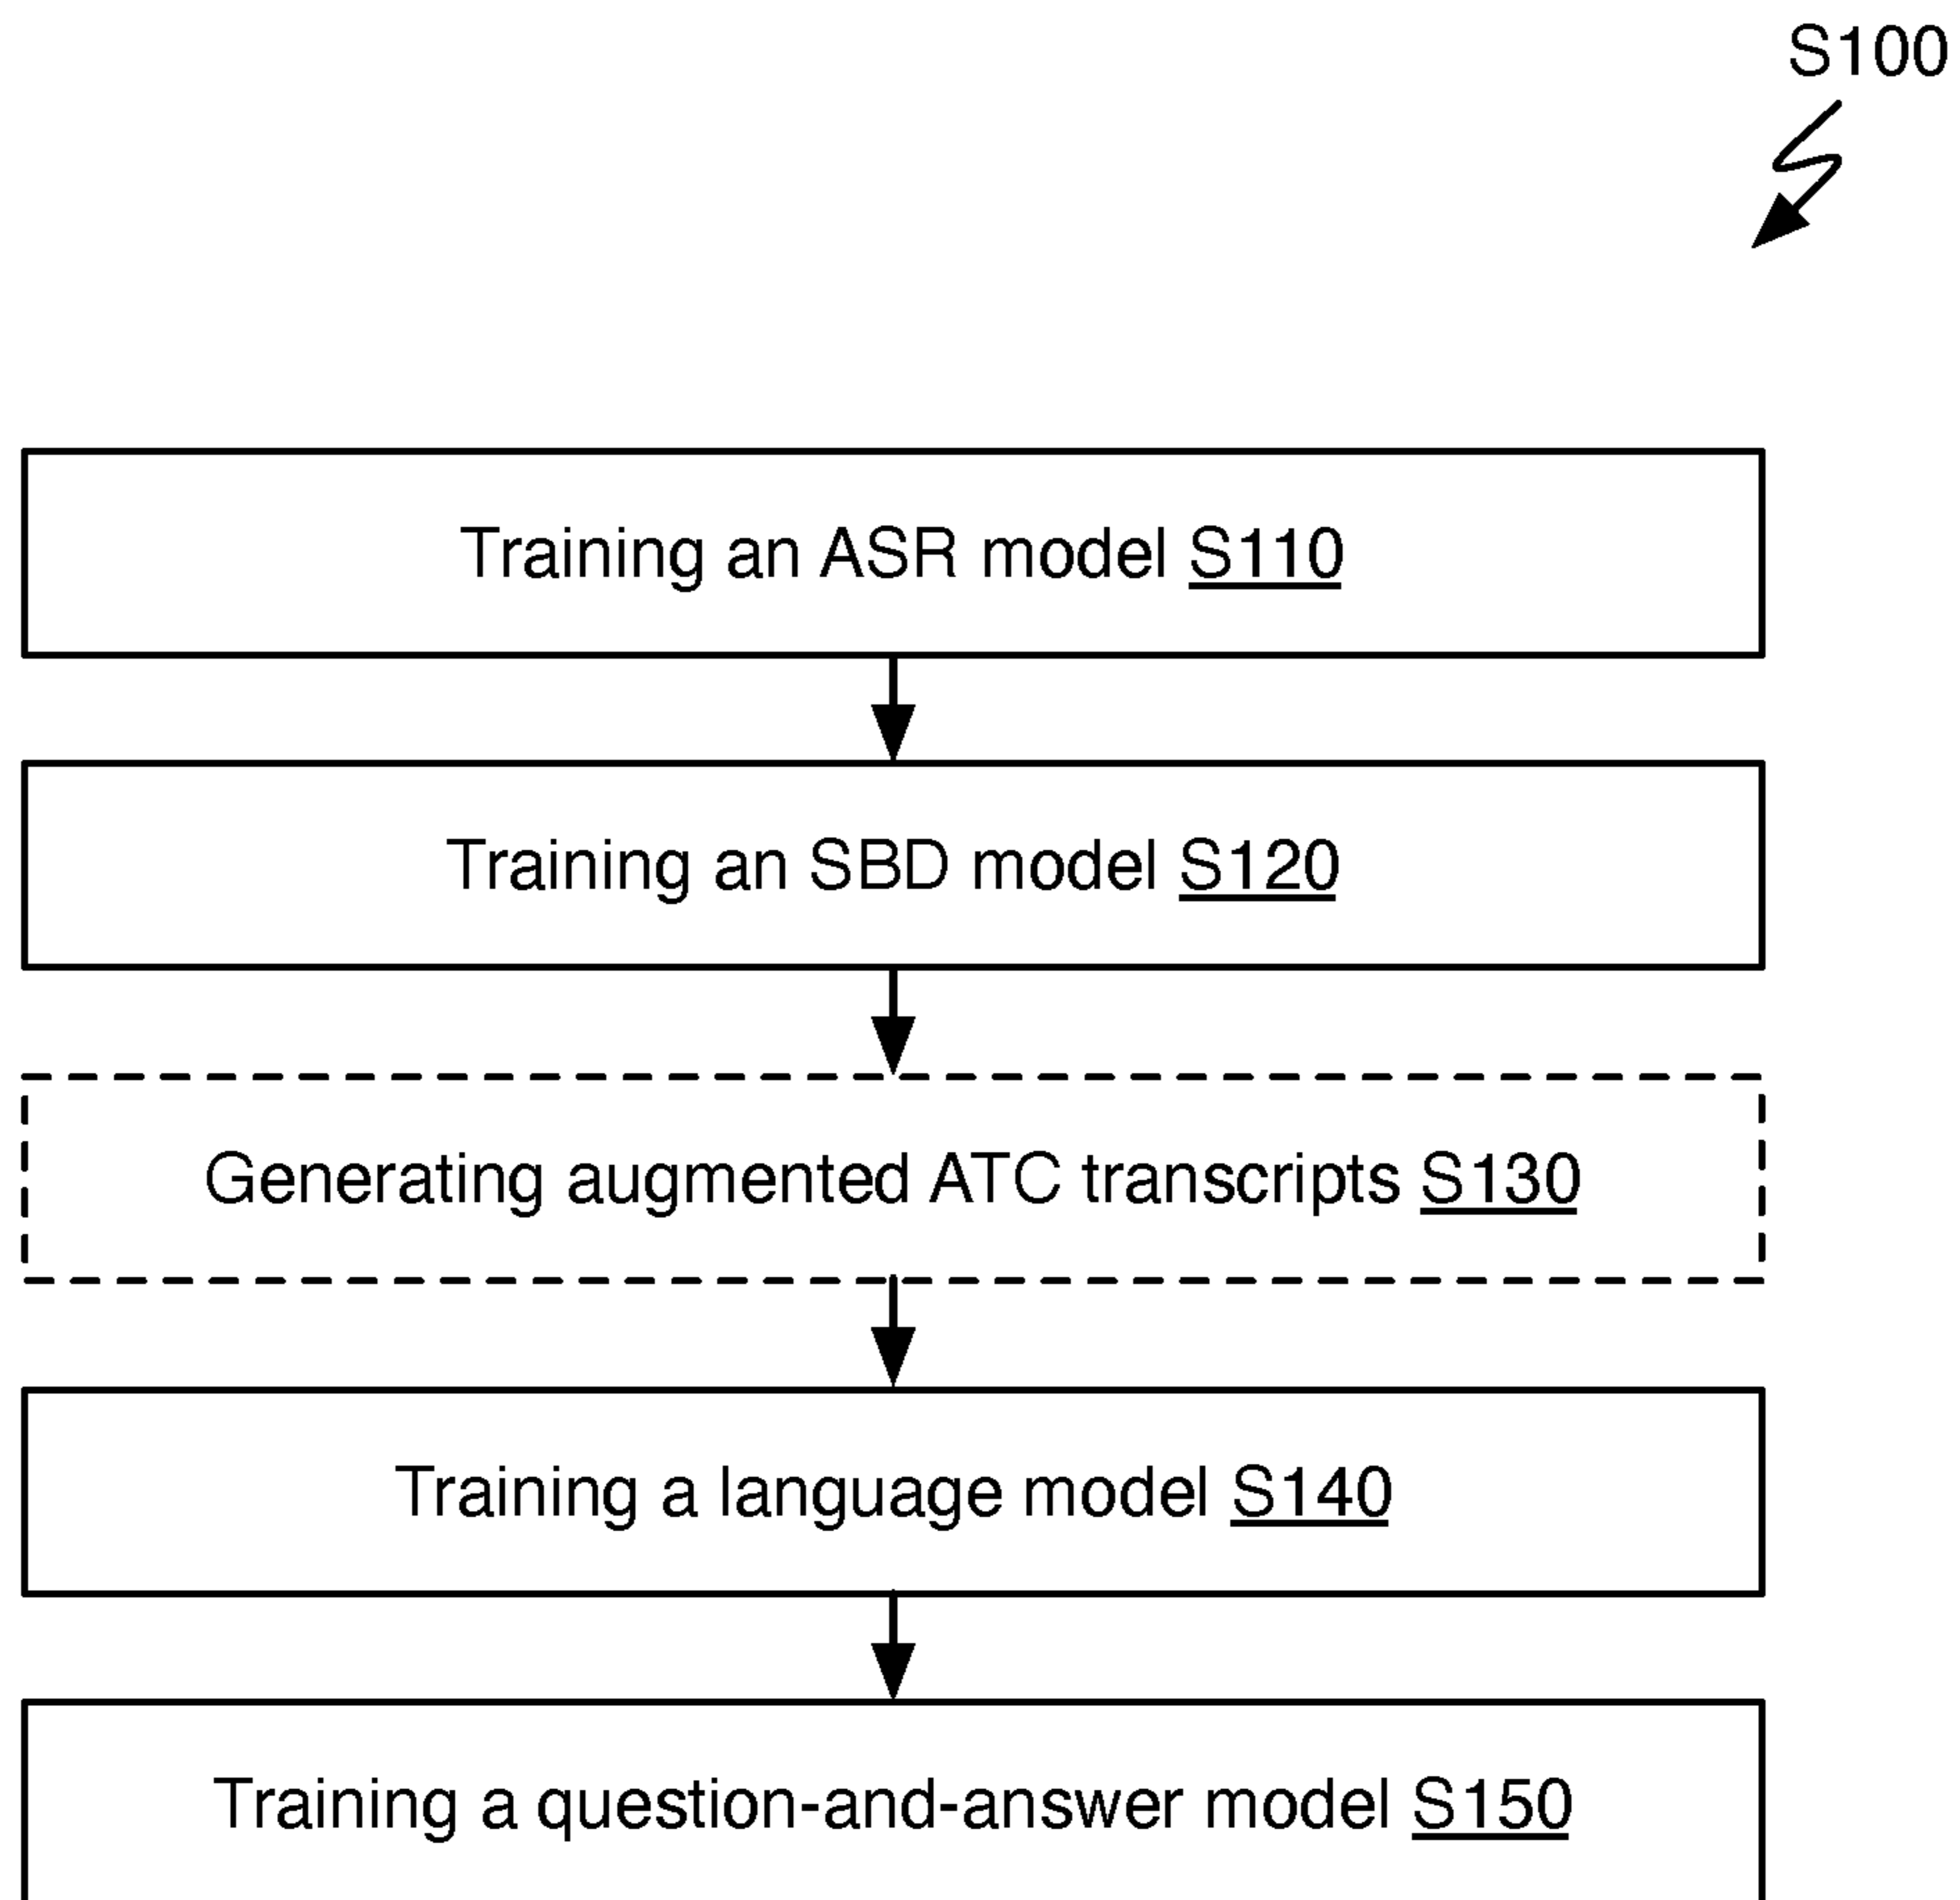 S100
Training an ASR model S110
Training an SBD model S120
Generating augmented ATC transcripts S130
Training a language model S140
Training a question-and-answer model S150